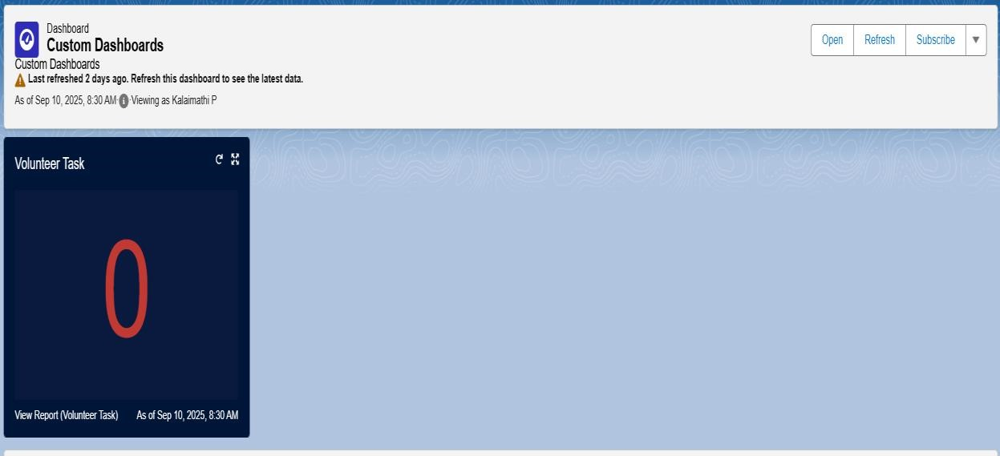 Dashboard
Custom Dashboards
Open Refresh Subscribe
Custom Dashboards
Last refreshed 2 days ago. Refresh this dashboard to see the latest data.
As of Sep 10, 2025, 8:30 AM·Viewing as Kalaimathi P
Volunteer Task
0
View Report (Volunteer Task) As of Sep 10, 2025, 8:30 AM